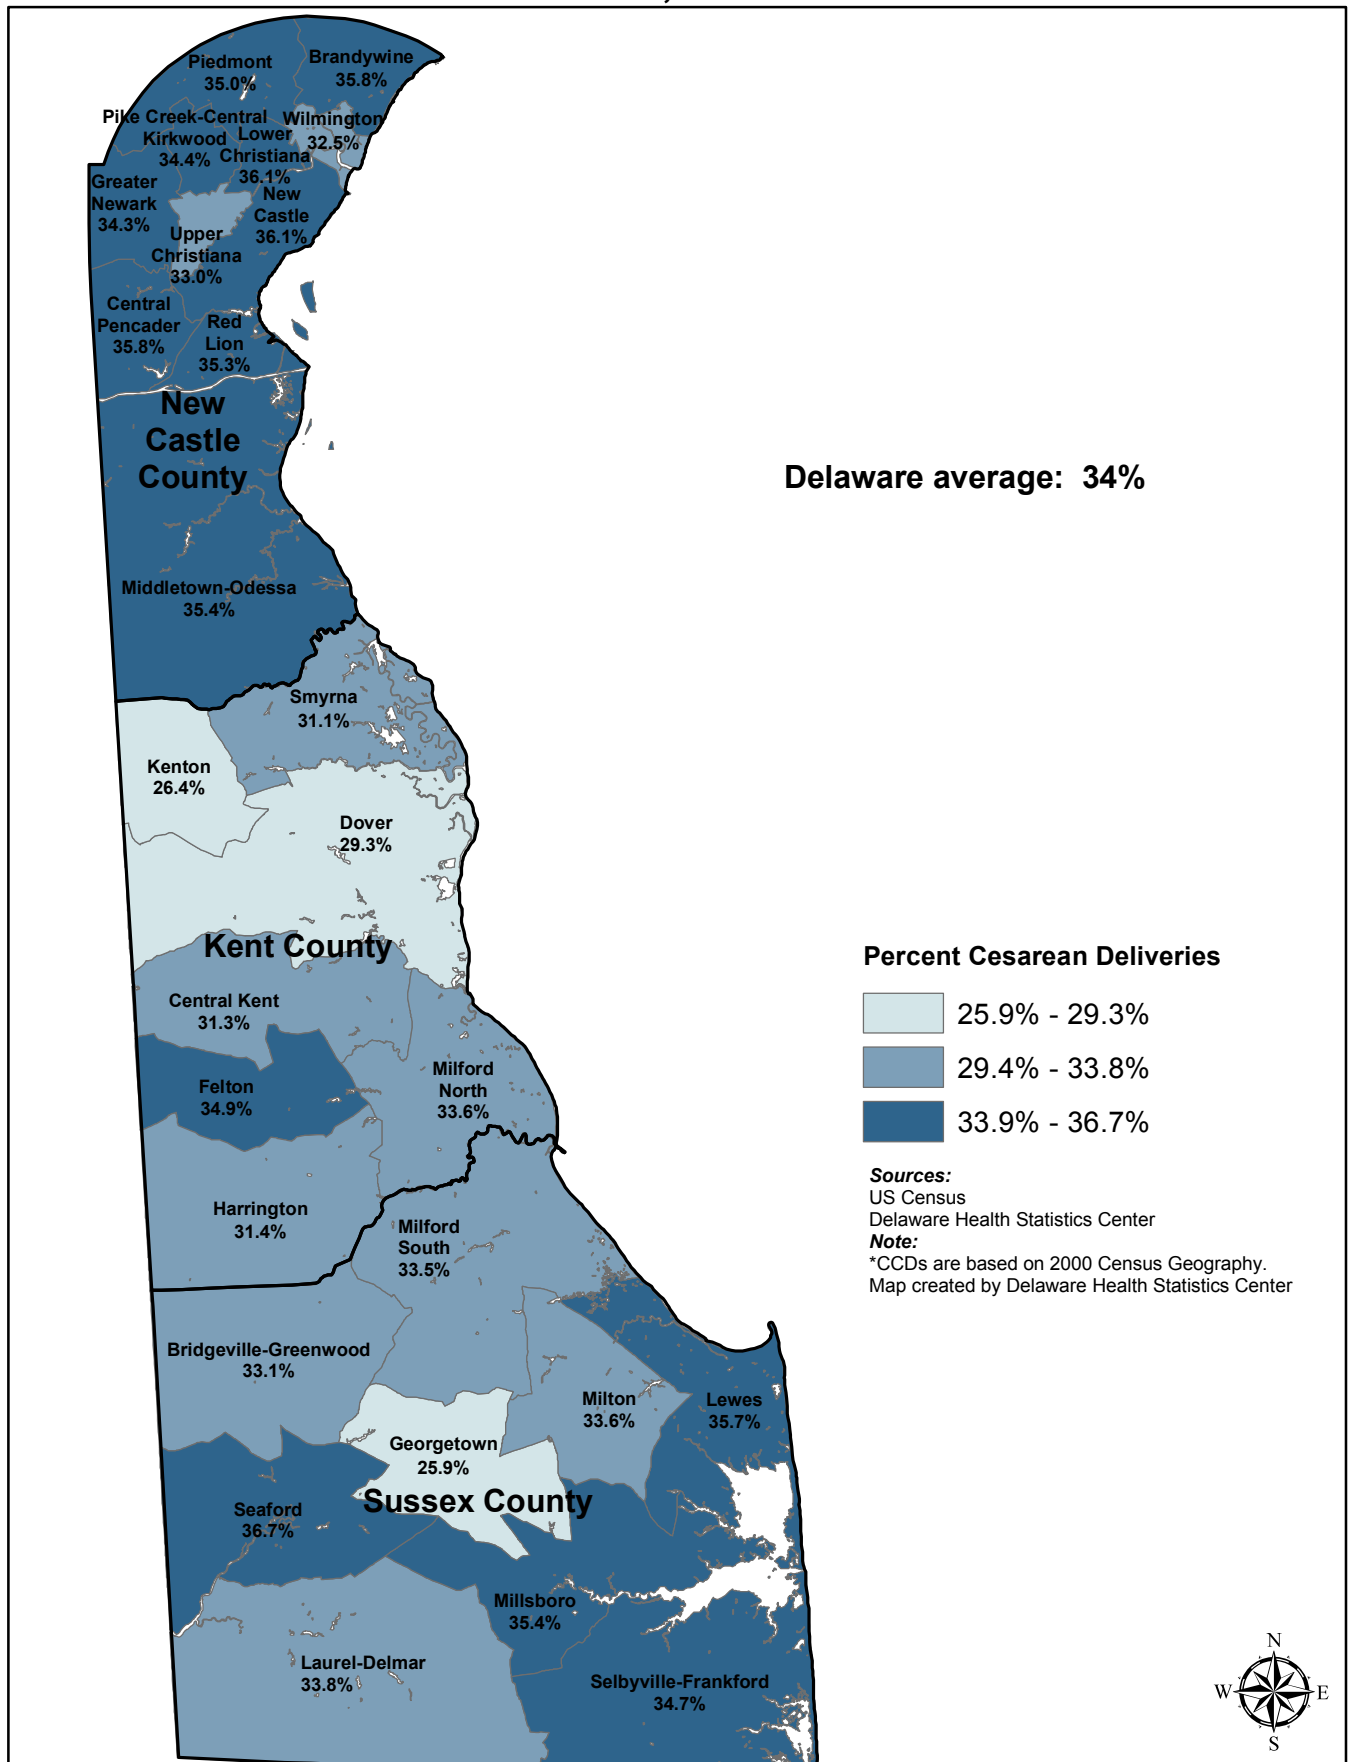 Piedmont
35.0%
Brandywine
35.8%
Pike Creek-Central
Kirkwood
34.4%
Lower
Christiana
36.1%
Wilmington
32.5%
Greater
Newark
34.3%
New
Castle
36.1%
Upper
Christiana
33.0%
Central
Pencader
35.8%
Red
Lion
35.3%
New
Castle
County
Delaware average: 34%
Middletown-Odessa
35.4%
Smyrna
31.1%
Kenton
26.4%
Dover
29.3%
Kent County
Central Kent
31.3%
Felton
34.9%
Milford
North
33.6%
Harrington
31.4%
Percent Cesarean Deliveries
25.9% - 29.3%
29.4% - 33.8%
33.9% - 36.7%
Sources:
US Census
Delaware Health Statistics Center
Note:
*CCDs are based on 2000 Census Geography.
Map created by Delaware Health Statistics Center
Milford
South
33.5%
Bridgeville-Greenwood
33.1%
Milton
33.6%
Lewes
35.7%
Georgetown
25.9%
Sussex County
Seaford
36.7%
Millsboro
35.4%
Laurel-Delmar
33.8%
Selbyville-Frankford
34.7%
N
W E
S